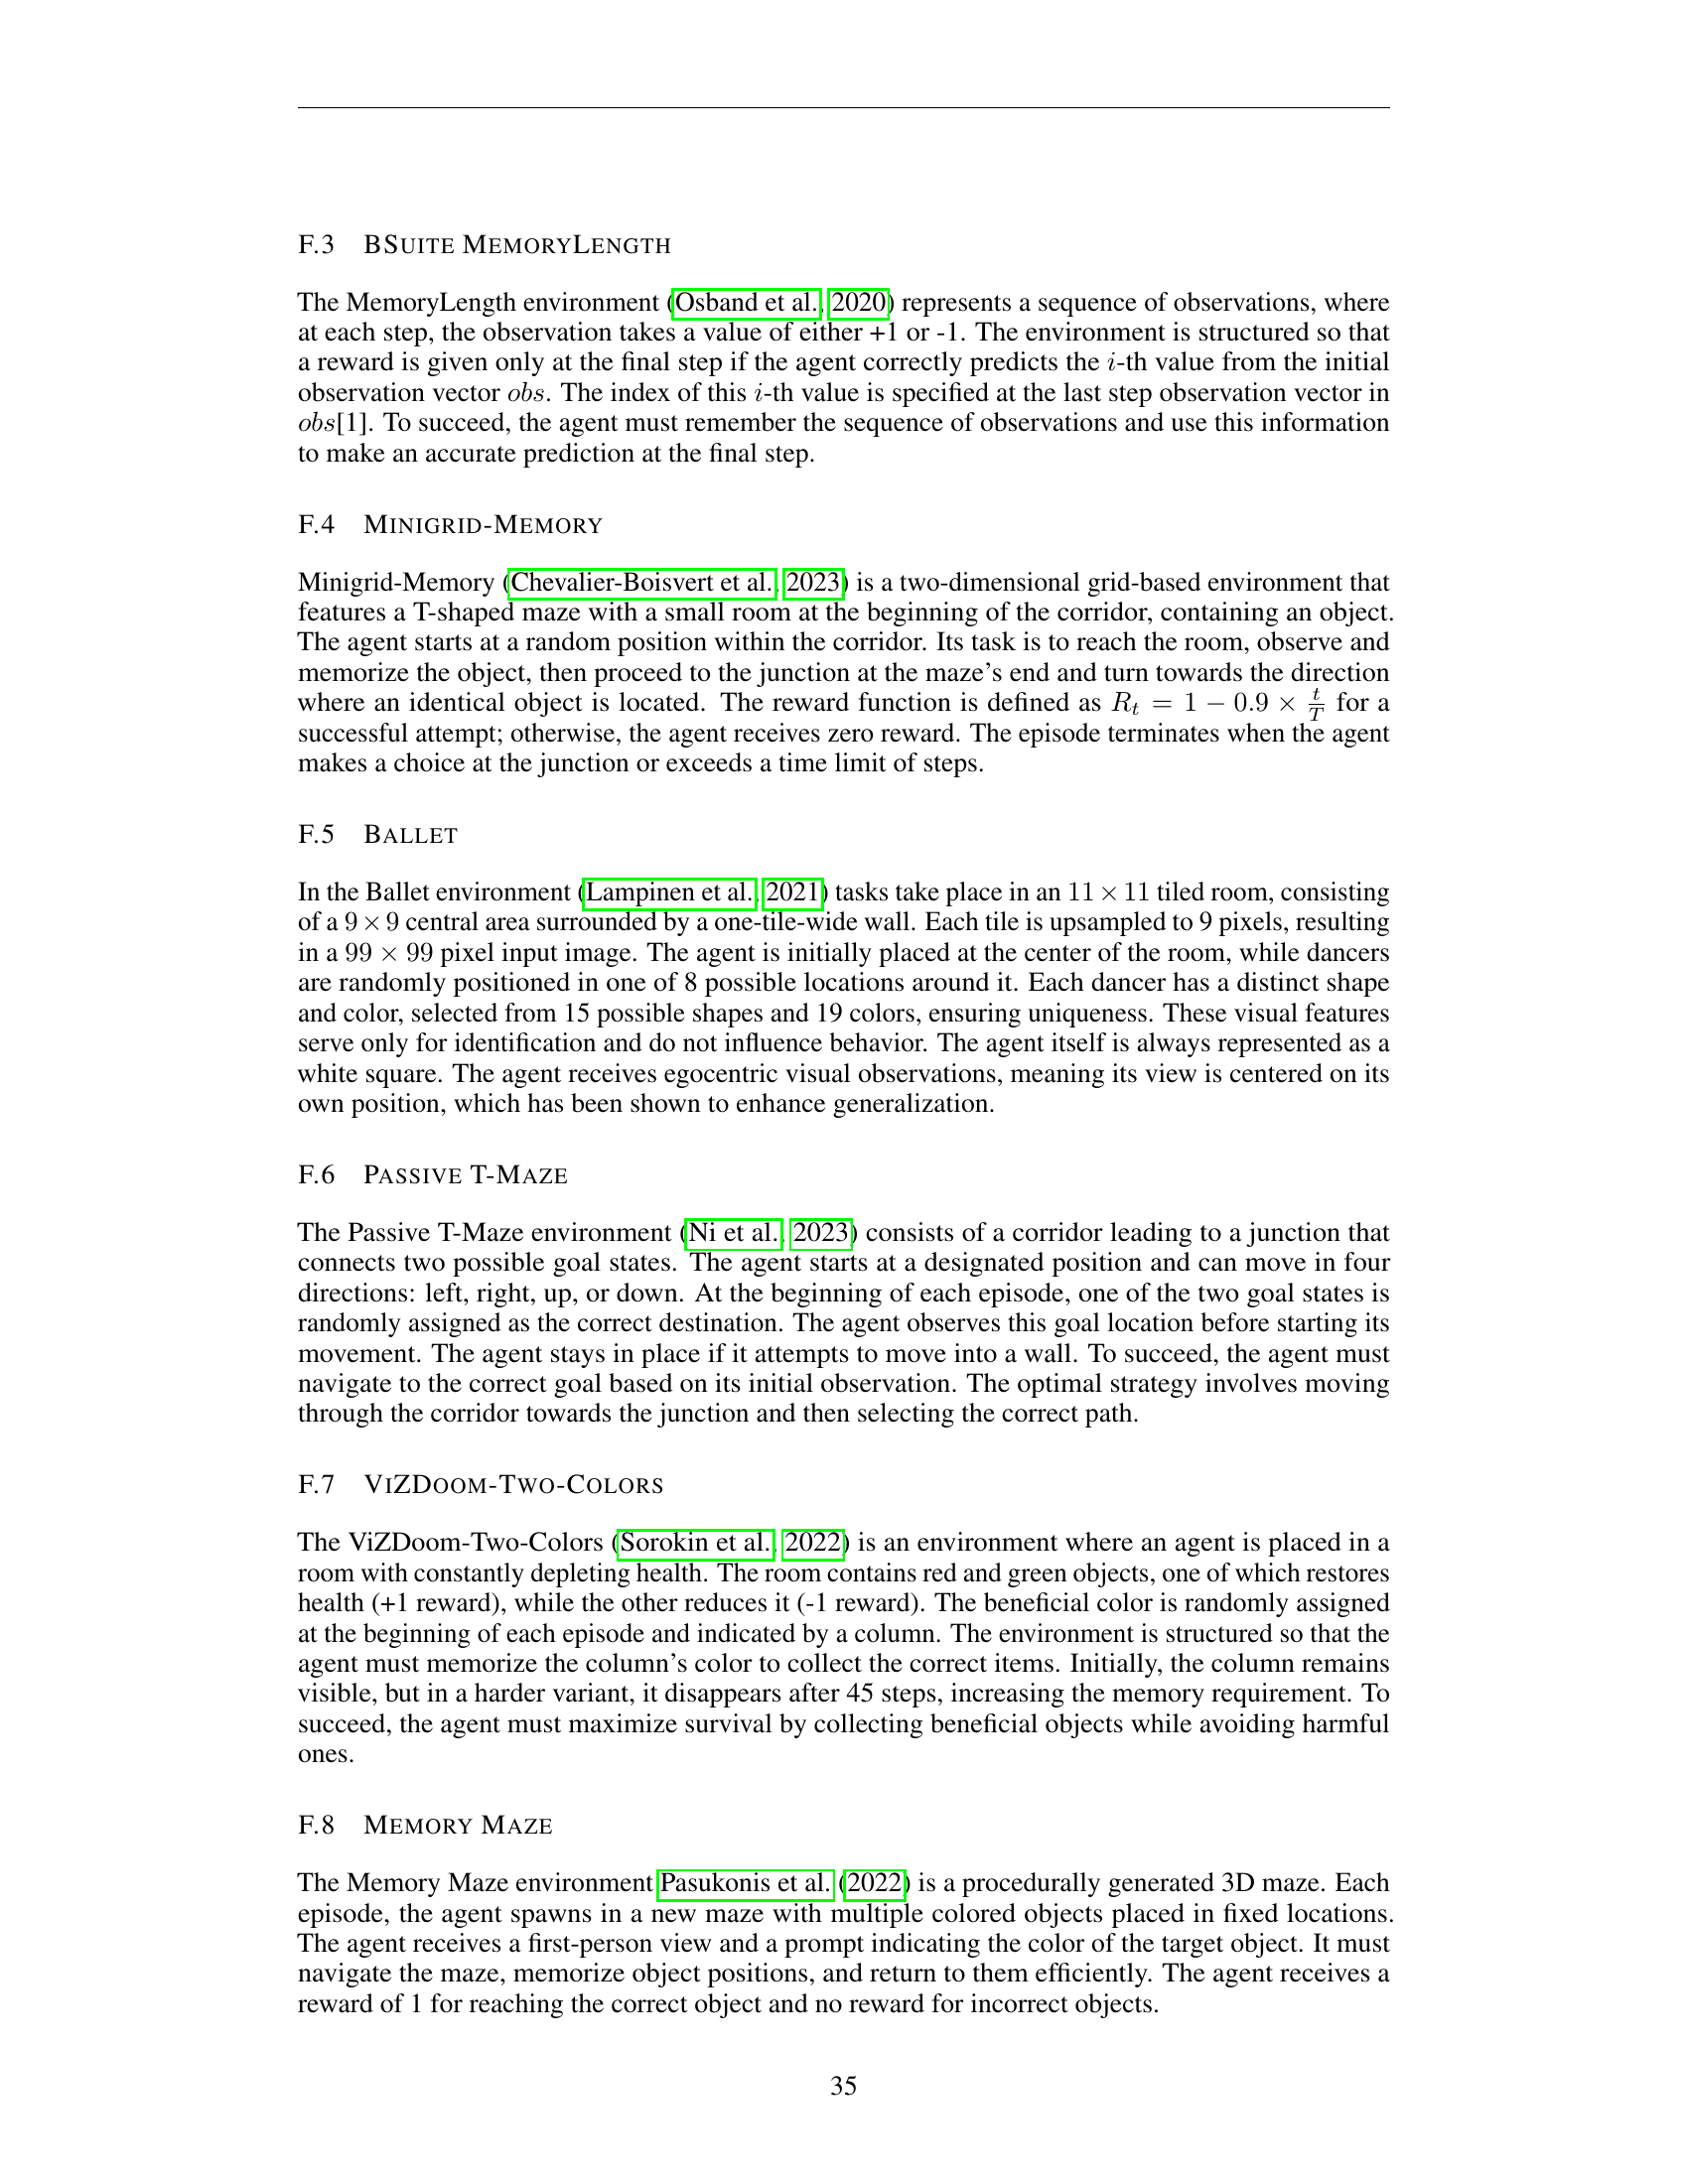 F.3 BSUITE MEMORYLENGTH
The MemoryLength environment (Osband et al., 2020) represents a sequence of observations, where
at each step, the observation takes a value of either +1 or -1. The environment is structured so that
a reward is given only at the final step if the agent correctly predicts the i-th value from the initial
observation vector obs. The index of this i-th value is specified at the last step observation vector in
obs[1]. To succeed, the agent must remember the sequence of observations and use this information
to make an accurate prediction at the final step.
F.4 MINIGRID-MEMORY
Minigrid-Memory (Chevalier-Boisvert et al., 2023) is a two-dimensional grid-based environment that
features a T-shaped maze with a small room at the beginning of the corridor, containing an object.
The agent starts at a random position within the corridor. Its task is to reach the room, observe and
memorize the object, then proceed to the junction at the maze's end and turn towards the direction
where an identical object is located. The reward function is defined as R_t = 1 − 0.9 × t/T for a
successful attempt; otherwise, the agent receives zero reward. The episode terminates when the agent
makes a choice at the junction or exceeds a time limit of steps.
F.5 BALLET
In the Ballet environment (Lampinen et al., 2021) tasks take place in an 11 × 11 tiled room, consisting
of a 9 × 9 central area surrounded by a one-tile-wide wall. Each tile is upsampled to 9 pixels, resulting
in a 99 × 99 pixel input image. The agent is initially placed at the center of the room, while dancers
are randomly positioned in one of 8 possible locations around it. Each dancer has a distinct shape
and color, selected from 15 possible shapes and 19 colors, ensuring uniqueness. These visual features
serve only for identification and do not influence behavior. The agent itself is always represented as a
white square. The agent receives egocentric visual observations, meaning its view is centered on its
own position, which has been shown to enhance generalization.
F.6 PASSIVE T-MAZE
The Passive T-Maze environment (Ni et al., 2023) consists of a corridor leading to a junction that
connects two possible goal states. The agent starts at a designated position and can move in four
directions: left, right, up, or down. At the beginning of each episode, one of the two goal states is
randomly assigned as the correct destination. The agent observes this goal location before starting its
movement. The agent stays in place if it attempts to move into a wall. To succeed, the agent must
navigate to the correct goal based on its initial observation. The optimal strategy involves moving
through the corridor towards the junction and then selecting the correct path.
F.7 VIZDOOM-TWO-COLORS
The ViZDoom-Two-Colors (Sorokin et al., 2022) is an environment where an agent is placed in a
room with constantly depleting health. The room contains red and green objects, one of which restores
health (+1 reward), while the other reduces it (-1 reward). The beneficial color is randomly assigned
at the beginning of each episode and indicated by a column. The environment is structured so that the
agent must memorize the column's color to collect the correct items. Initially, the column remains
visible, but in a harder variant, it disappears after 45 steps, increasing the memory requirement. To
succeed, the agent must maximize survival by collecting beneficial objects while avoiding harmful
ones.
F.8 MEMORY MAZE
The Memory Maze environment Pasukonis et al. (2022) is a procedurally generated 3D maze. Each
episode, the agent spawns in a new maze with multiple colored objects placed in fixed locations.
The agent receives a first-person view and a prompt indicating the color of the target object. It must
navigate the maze, memorize object positions, and return to them efficiently. The agent receives a
reward of 1 for reaching the correct object and no reward for incorrect objects.
35